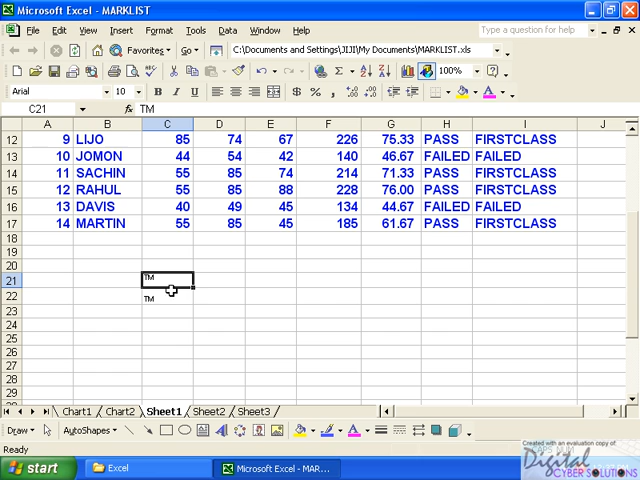 Microsoft Excel - MARKLIST
File Edit View Insert Format Tools Data Window Help Type a question for help
Favorites Go C:\Documents and Settings\JIJI\My Documents\MARKLIST.xls
100%
Arial 10 B I U
C21 fx TM
A B C D E F G H I J
12 9 LIJO 85 74 67 226 75.33 PASS FIRSTCLASS
13 10 JOMON 44 54 42 140 46.67 FAILED FAILED
14 11 SACHIN 55 85 74 214 71.33 PASS FIRSTCLASS
15 12 RAHUL 55 85 88 228 76.00 PASS FIRSTCLASS
16 13 DAVIS 40 49 45 134 44.67 FAILED FAILED
17 14 MARTIN 55 85 45 185 61.67 PASS FIRSTCLASS
18
19
20
21 TM
22 TM
23
24
25
26
27
28
29
Chart1 Chart2 Sheet1 Sheet2 Sheet3
Draw AutoShapes
Ready
Created with an evaluation copy of
Digital
CYBER SOLUTIONS
start Excel Microsoft Excel - MAR...